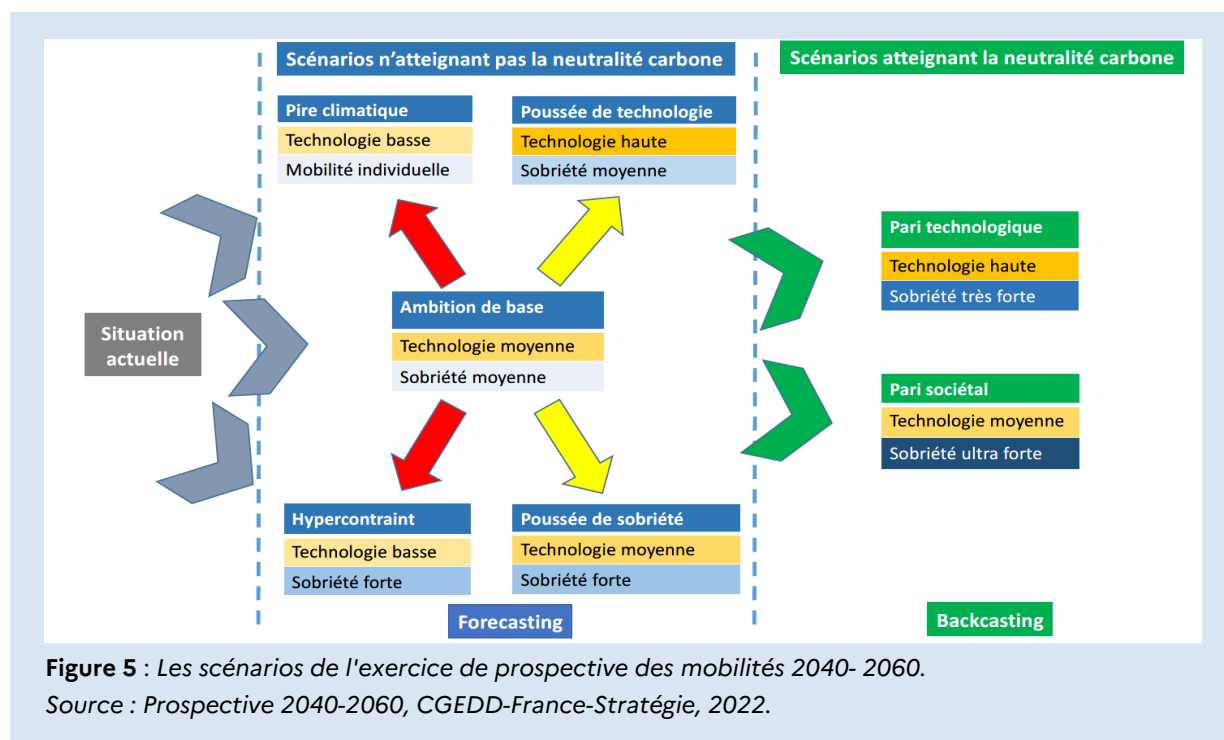 Scénarios n’atteignant pas la neutralité carbone
Scénarios atteignant la neutralité carbone
Pire climatique
Technologie basse
Mobilité individuelle
Poussée de technologie
Technologie haute
Sobriété moyenne
Situation
actuelle
Ambition de base
Technologie moyenne
Sobriété moyenne
Pari technologique
Technologie haute
Sobriété très forte
Pari sociétal
Technologie moyenne
Sobriété ultra forte
Hypercontraint
Technologie basse
Sobriété forte
Poussée de sobriété
Technologie moyenne
Sobriété forte
Forecasting
Backcasting
Figure 5 : Les scénarios de l'exercice de prospective des mobilités 2040- 2060.
Source : Prospective 2040-2060, CGEDD-France-Stratégie, 2022.